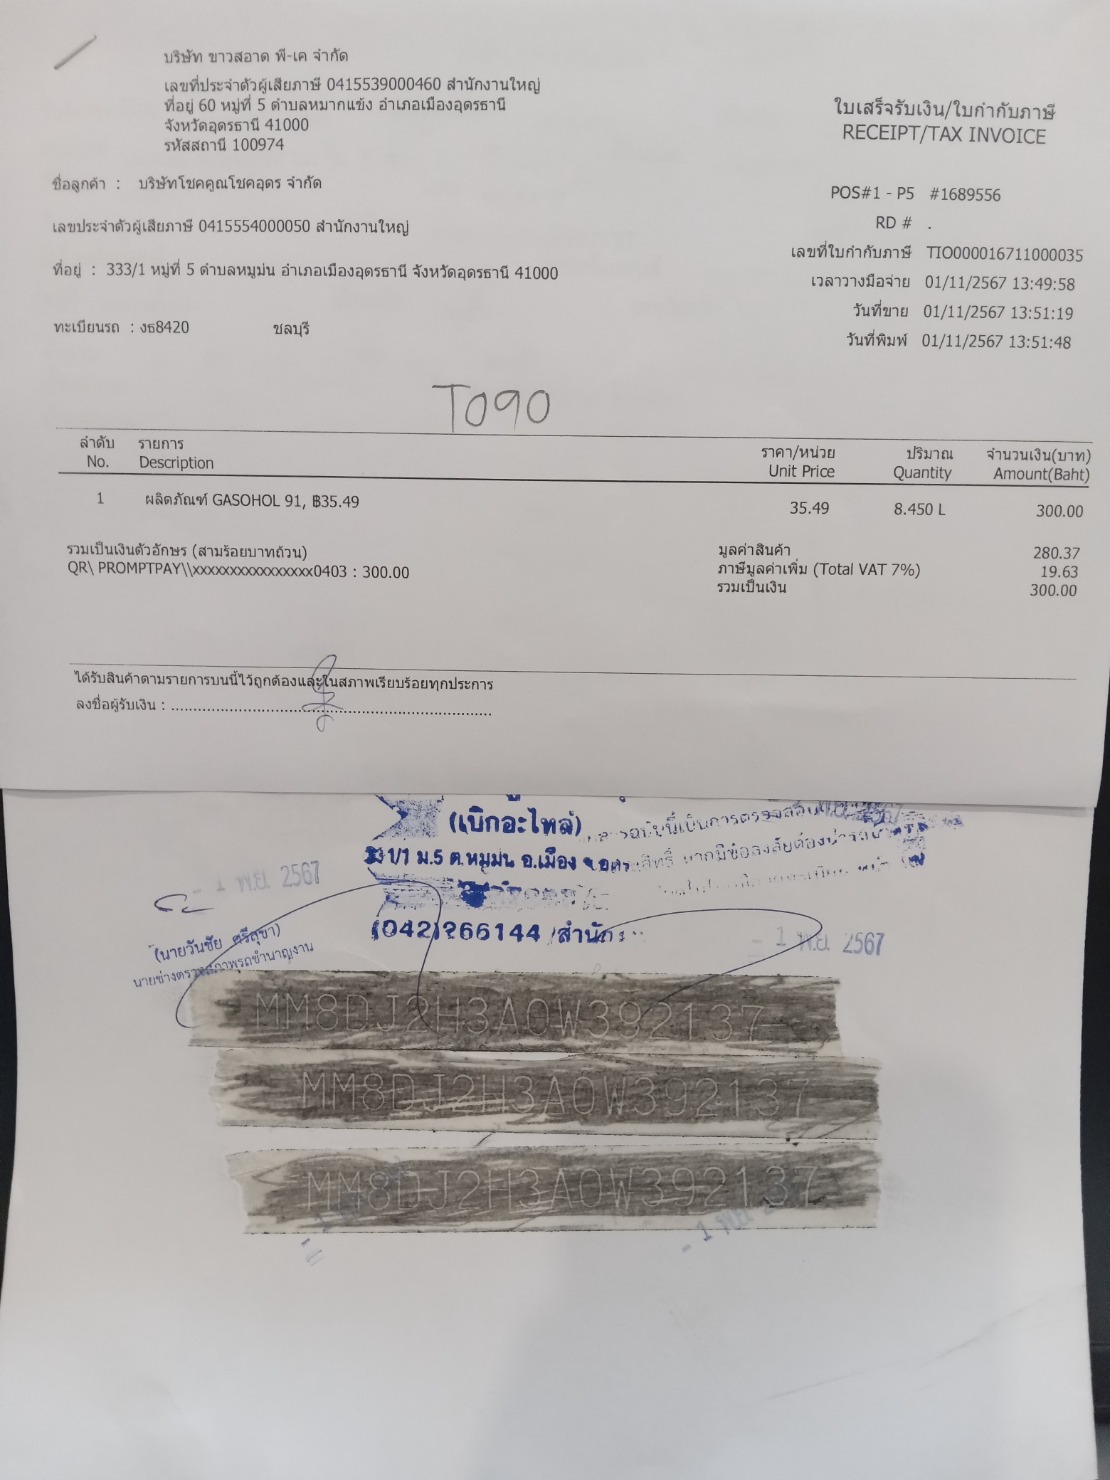 บริษัท ขาวสอาด พี-เค จำกัด
เลขที่ประจำตัวผู้เสียภาษี 0415539000460 สำนักงานใหญ่
ที่อยู่ 60 หมู่ที่ 5 ตำบลหมากแข้ง อำเภอเมืองอุดรธานี
จังหวัดอุดรธานี 41000
รหัสสถานี 100974
ใบเสร็จรับเงิน/ใบกำกับภาษี
RECEIPT/TAX INVOICE
ชื่อลูกค้า : บริษัทโชคคูณโชคอุดร จำกัด
เลขประจำตัวผู้เสียภาษี 0415554000050 สำนักงานใหญ่
ที่อยู่ : 333/1 หมู่ที่ 5 ตำบลหมูม่น อำเภอเมืองอุดรธานี จังหวัดอุดรธานี 41000
ทะเบียนรถ : งธ8420 ชลบุรี
POS#1 - P5 #1689556
RD # .
เลขที่ใบกำกับภาษี TIO000016711000035
เวลาวางมือจ่าย 01/11/2567 13:49:58
วันที่ขาย 01/11/2567 13:51:19
วันที่พิมพ์ 01/11/2567 13:51:48
T090
ลำดับ รายการ ราคา/หน่วย ปริมาณ จำนวนเงิน(บาท)
No. Description Unit Price Quantity Amount(Baht)
1 ผลิตภัณฑ์ GASOHOL 91, ฿35.49 35.49 8.450 L 300.00
รวมเป็นเงินตัวอักษร (สามร้อยบาทถ้วน)
QR\ PROMPTPAY\\xxxxxxxxxxxxxxxx0403 : 300.00
มูลค่าสินค้า 280.37
ภาษีมูลค่าเพิ่ม (Total VAT 7%) 19.63
รวมเป็นเงิน 300.00
ได้รับสินค้าตามรายการบนนี้ไว้ถูกต้องและในสภาพเรียบร้อยทุกประการ
ลงชื่อผู้รับเงิน :
(เบิกอะไหล่)
1/1 ม.5 ต.หมูม่น อ.เมือง
(042)266144 /สำนัก
- 1 พ.ย. 2567
(นายวันชัย ศรีสุขา)
นายช่างตรวจสภาพรถชำนาญงาน
- 1 พ.ย. 2567
MM8DJ2H3A0W392137
MM8DJ2H3A0W392137
MM8DJ2H3A0W392137
- 1 พ.ย.